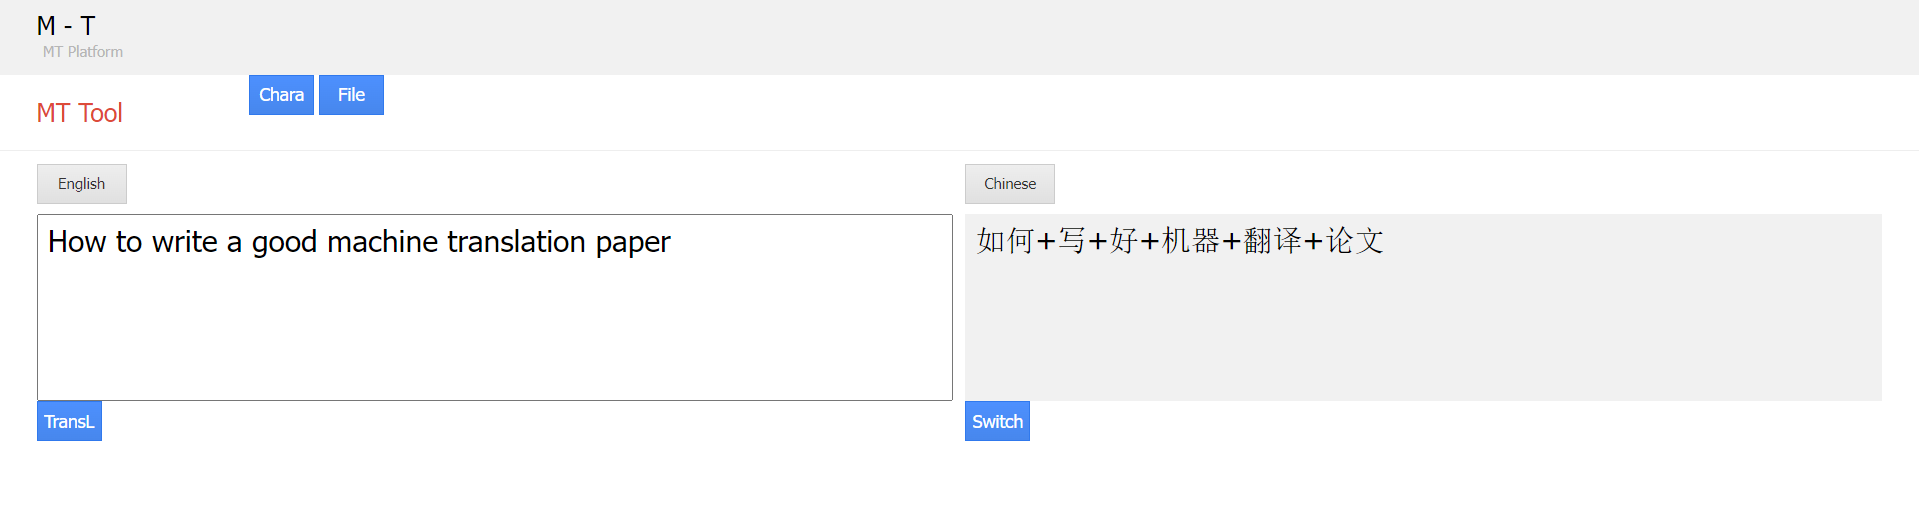 M - T
MT Platform
Chara File
MT Tool
English
Chinese
How to write a good machine translation paper
如何+写+好+机器+翻译+论文
TransL
Switch